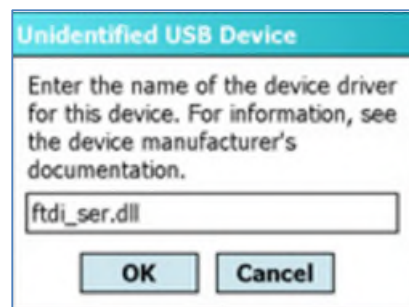 Unidentified USB Device
Enter the name of the device driver
for this device. For information, see
the device manufacturer's
documentation.
ftdi_ser.dll
OK
Cancel